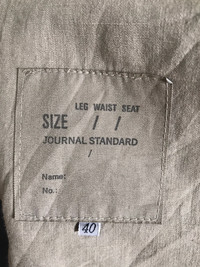 LEG WAIST SEAT
SIZE / /
JOURNAL STANDARD
/
Name:
No.:
40